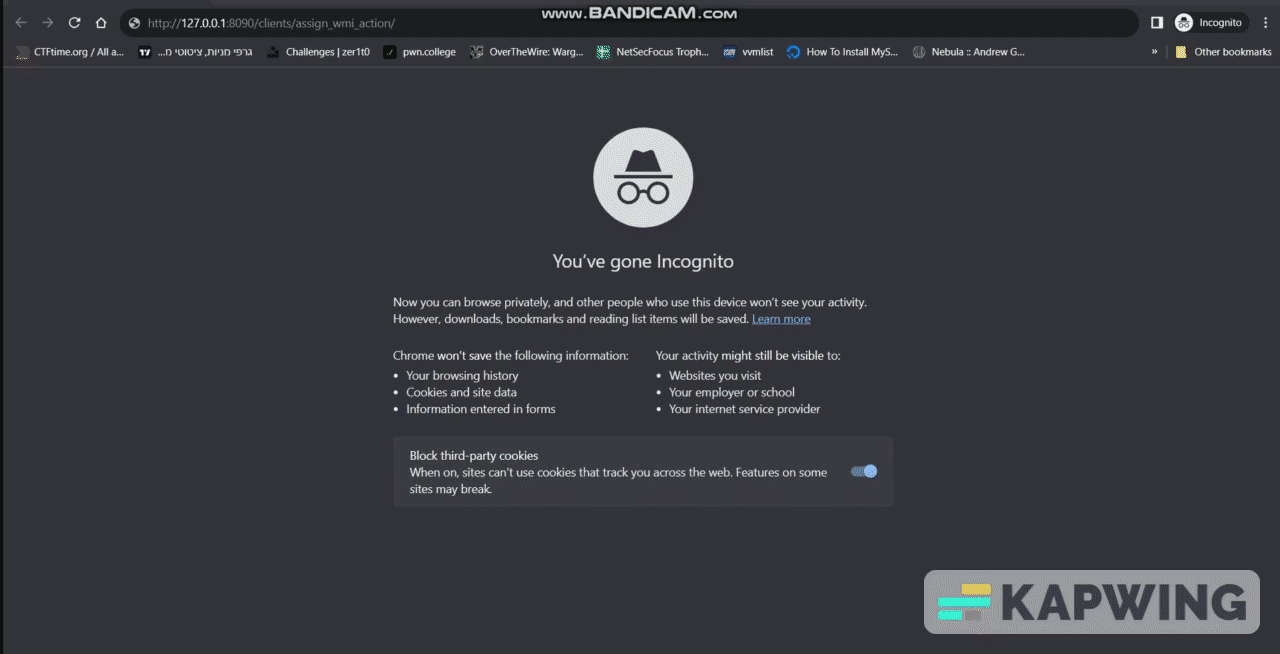 www.BANDICAM.com
http://127.0.0.1:8090/clients/assign_wmi_action/
Incognito
CTFtime.org / All a...
גרפי מניות, ציטוטי מ...
Challenges | zer1t0
pwn.college
OverTheWire: Warg...
NetSecFocus Troph...
vvmlist
How To Install MyS...
Nebula :: Andrew G...
»
Other bookmarks
You've gone Incognito
Now you can browse privately, and other people who use this device won't see your activity.
However, downloads, bookmarks and reading list items will be saved. Learn more
Chrome won't save the following information:
• Your browsing history
• Cookies and site data
• Information entered in forms
Your activity might still be visible to:
• Websites you visit
• Your employer or school
• Your internet service provider
Block third-party cookies
When on, sites can't use cookies that track you across the web. Features on some
sites may break.
KAPWING